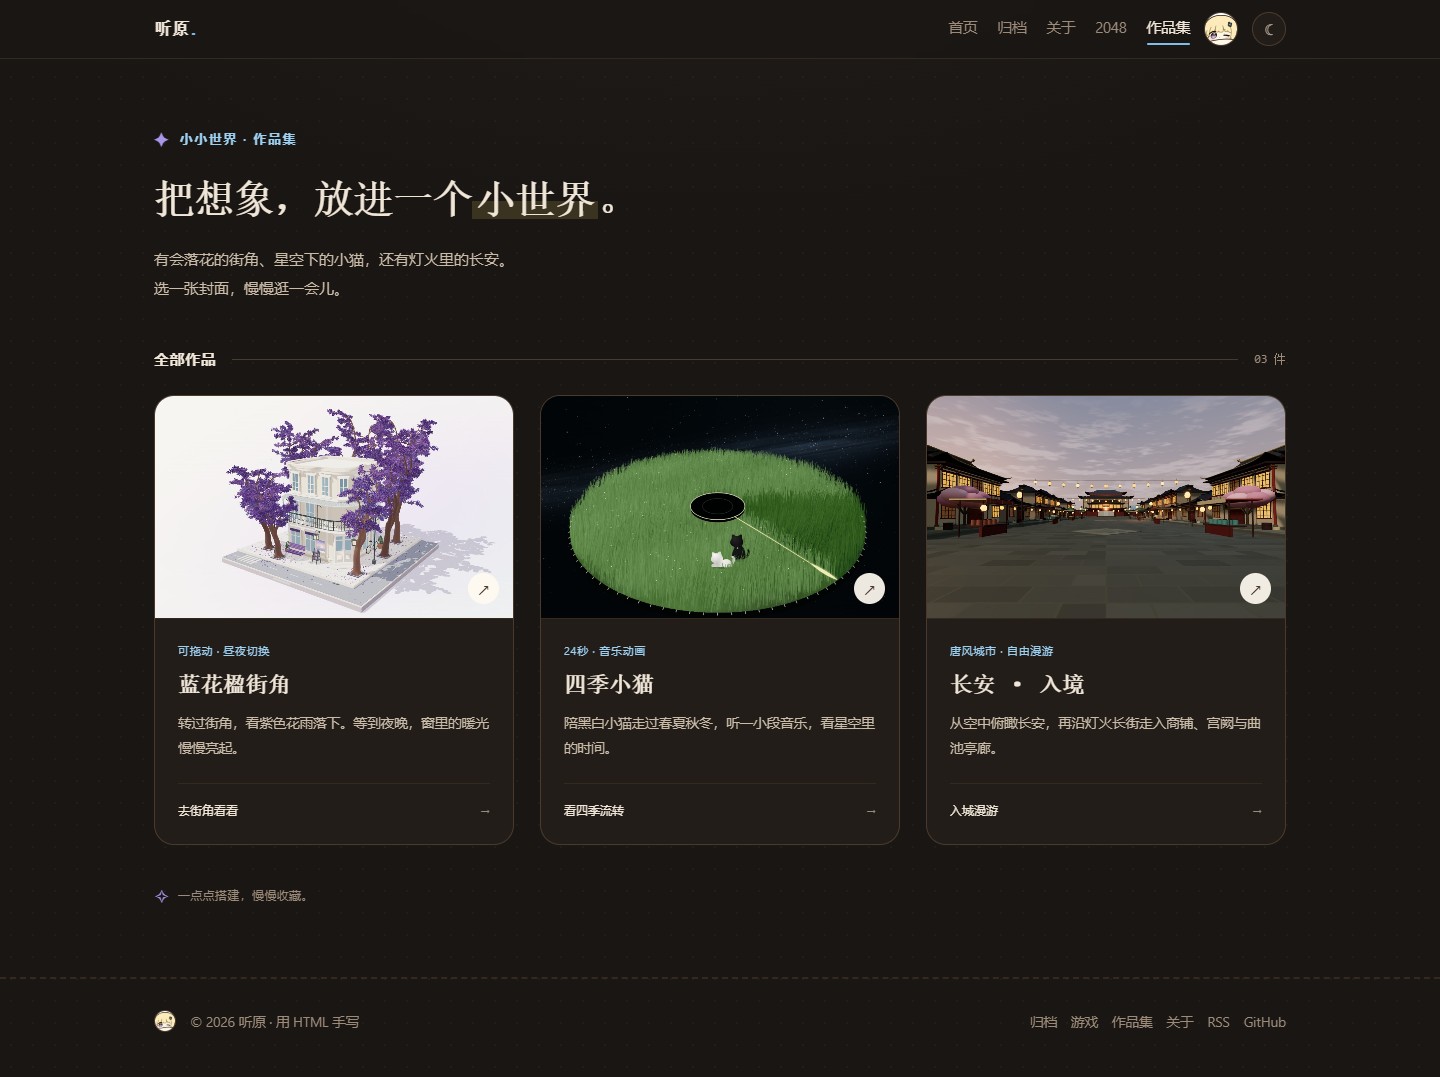 听原.
首页 归档 关于 2048 作品集
小小世界 · 作品集
把想象，放进一个小世界。
有会落花的街角、星空下的小猫，还有灯火里的长安。
选一张封面，慢慢逛一会儿。
全部作品
03 件
可拖动 · 昼夜切换
蓝花楹街角
转过街角，看紫色花雨落下。等到夜晚，窗里的暖光
慢慢亮起。
去街角看看 →
24秒 · 音乐动画
四季小猫
陪黑白小猫走过春夏秋冬，听一小段音乐，看星空里
的时间。
看四季流转 →
唐风城市 · 自由漫游
长安 · 入境
从空中俯瞰长安，再沿灯火长街走入商铺、宫阙与曲
池亭廊。
入城漫游 →
一点点搭建，慢慢收藏。
© 2026 听原 · 用 HTML 手写
归档 游戏 作品集 关于 RSS GitHub